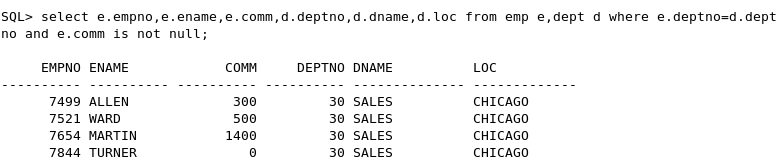 SQL> select e.empno,e.ename,e.comm,d.deptno,d.dname,d.loc from emp e,dept d where e.deptno=d.dept
no and e.comm is not null;
     EMPNO ENAME            COMM     DEPTNO DNAME          LOC
---------- ---------- ---------- ---------- -------------- -------------
      7499 ALLEN             300         30 SALES          CHICAGO
      7521 WARD              500         30 SALES          CHICAGO
      7654 MARTIN           1400         30 SALES          CHICAGO
      7844 TURNER              0         30 SALES          CHICAGO